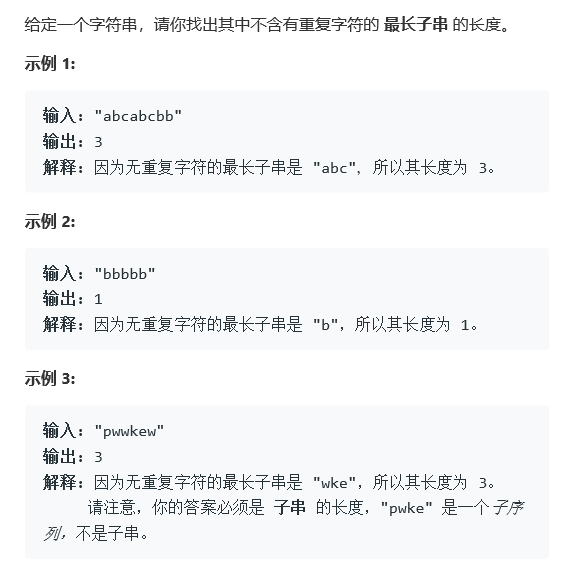 给定一个字符串，请你找出其中不含有重复字符的 最长子串 的长度。
示例 1:
输入: "abcabcbb"
输出: 3
解释: 因为无重复字符的最长子串是 "abc"，所以其长度为 3。
示例 2:
输入: "bbbbb"
输出: 1
解释: 因为无重复字符的最长子串是 "b"，所以其长度为 1。
示例 3:
输入: "pwwkew"
输出: 3
解释: 因为无重复字符的最长子串是 "wke"，所以其长度为 3。
请注意，你的答案必须是 子串 的长度，"pwke" 是一个子序
列，不是子串。